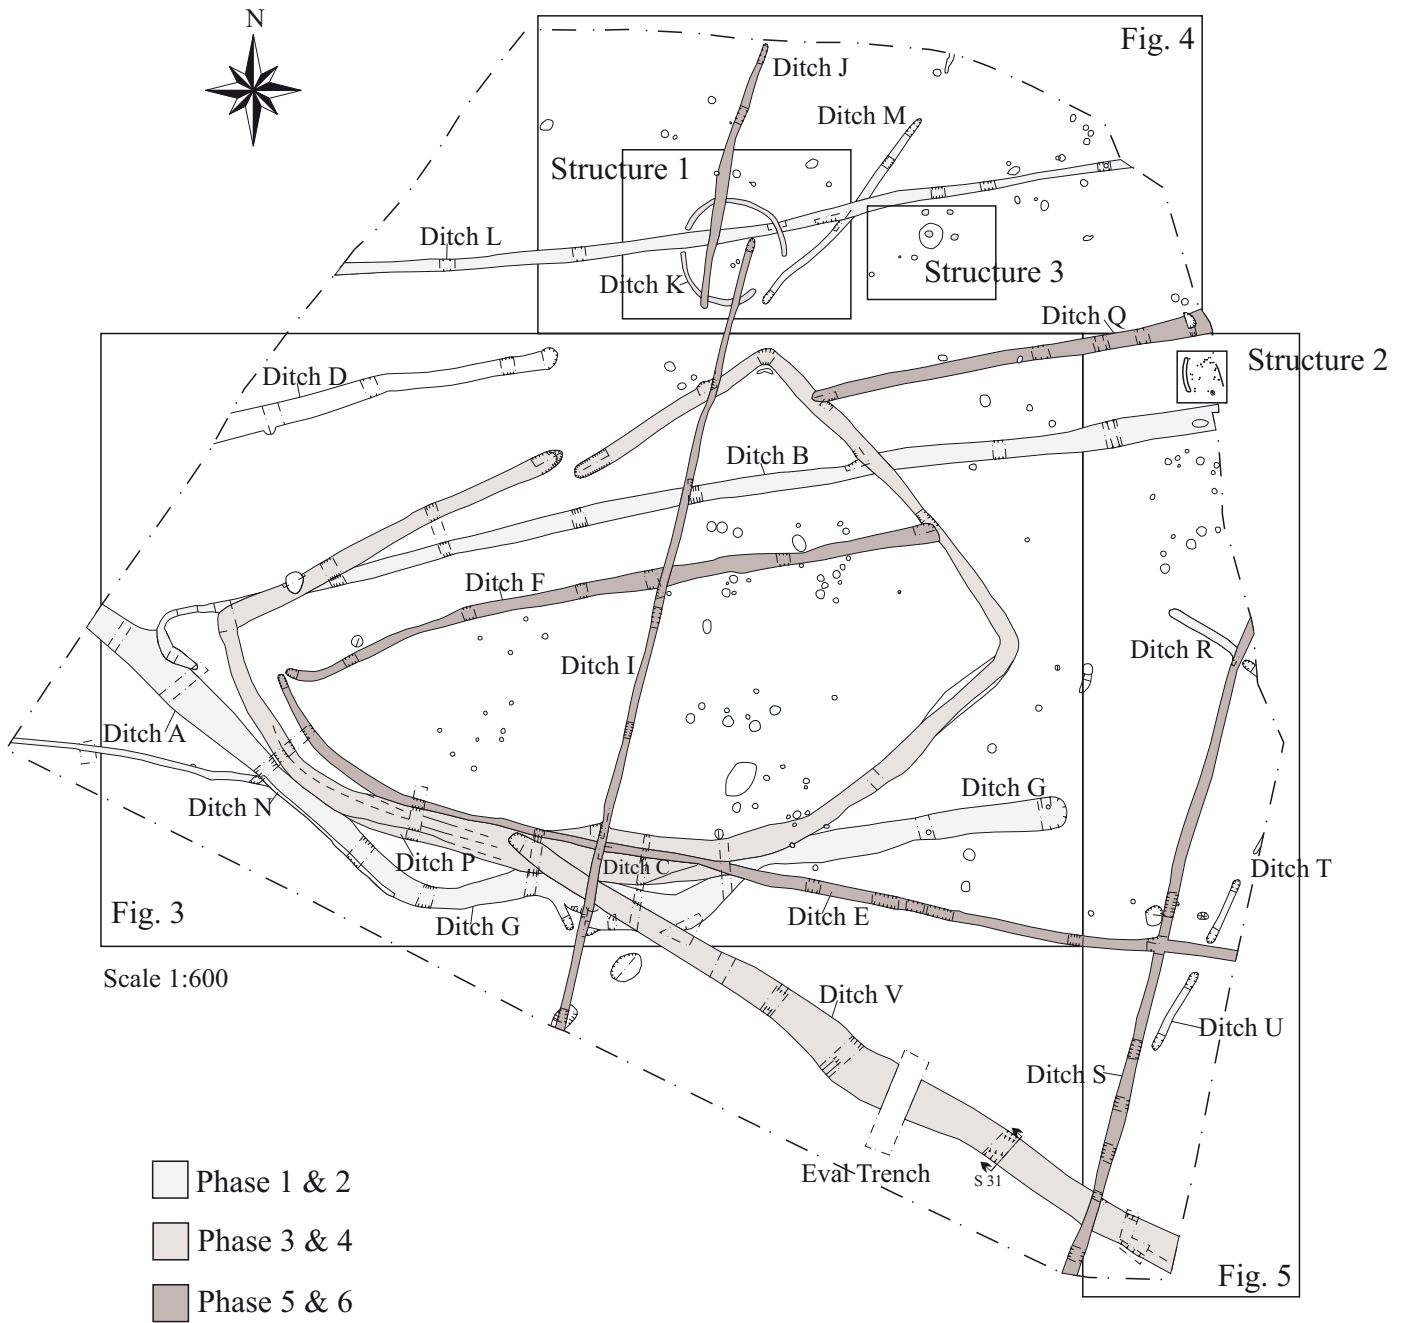 N
Fig. 4
Ditch J
Ditch M
Structure 1
Ditch L
Structure 3
Ditch K
Ditch Q
Structure 2
Ditch D
Ditch B
Ditch F
Ditch R
Ditch I
Ditch A
Ditch G
Ditch N
Ditch P
Ditch C
Ditch T
Fig. 3
Ditch G
Ditch E
Scale 1:600
Ditch V
Ditch U
Ditch S
Eval Trench
S 31
Phase 1 & 2
Phase 3 & 4
Fig. 5
Phase 5 & 6